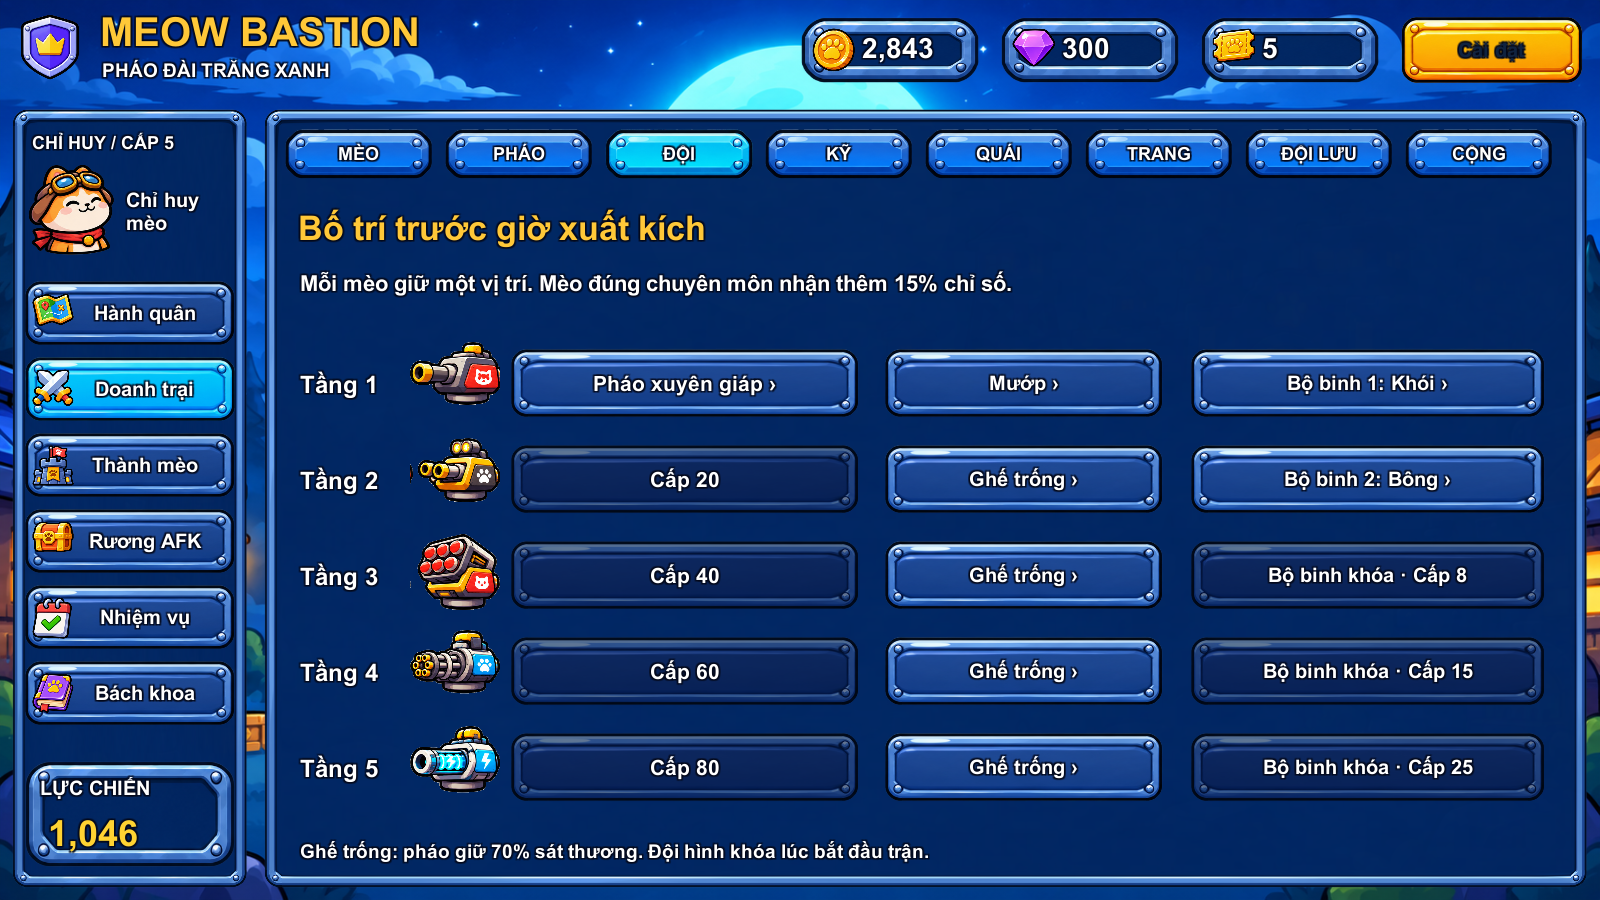 MEOW BASTION
PHÁO ĐÀI TRĂNG XANH
2,843
300
5
Cài đặt
CHỈ HUY / CẤP 5
Chỉ huy
mèo
Hành quân
Doanh trại
Thành mèo
Rương AFK
Nhiệm vụ
Bách khoa
LỰC CHIẾN
1,046
MÈO
PHÁO
ĐỘI
KỸ
QUÁI
TRANG
ĐỘI LƯU
CỘNG
Bố trí trước giờ xuất kích
Mỗi mèo giữ một vị trí. Mèo đúng chuyên môn nhận thêm 15% chỉ số.
Tầng 1
Pháo xuyên giáp ›
Mướp ›
Bộ binh 1: Khói ›
Tầng 2
Cấp 20
Ghế trống ›
Bộ binh 2: Bông ›
Tầng 3
Cấp 40
Ghế trống ›
Bộ binh khóa · Cấp 8
Tầng 4
Cấp 60
Ghế trống ›
Bộ binh khóa · Cấp 15
Tầng 5
Cấp 80
Ghế trống ›
Bộ binh khóa · Cấp 25
Ghế trống: pháo giữ 70% sát thương. Đội hình khóa lúc bắt đầu trận.